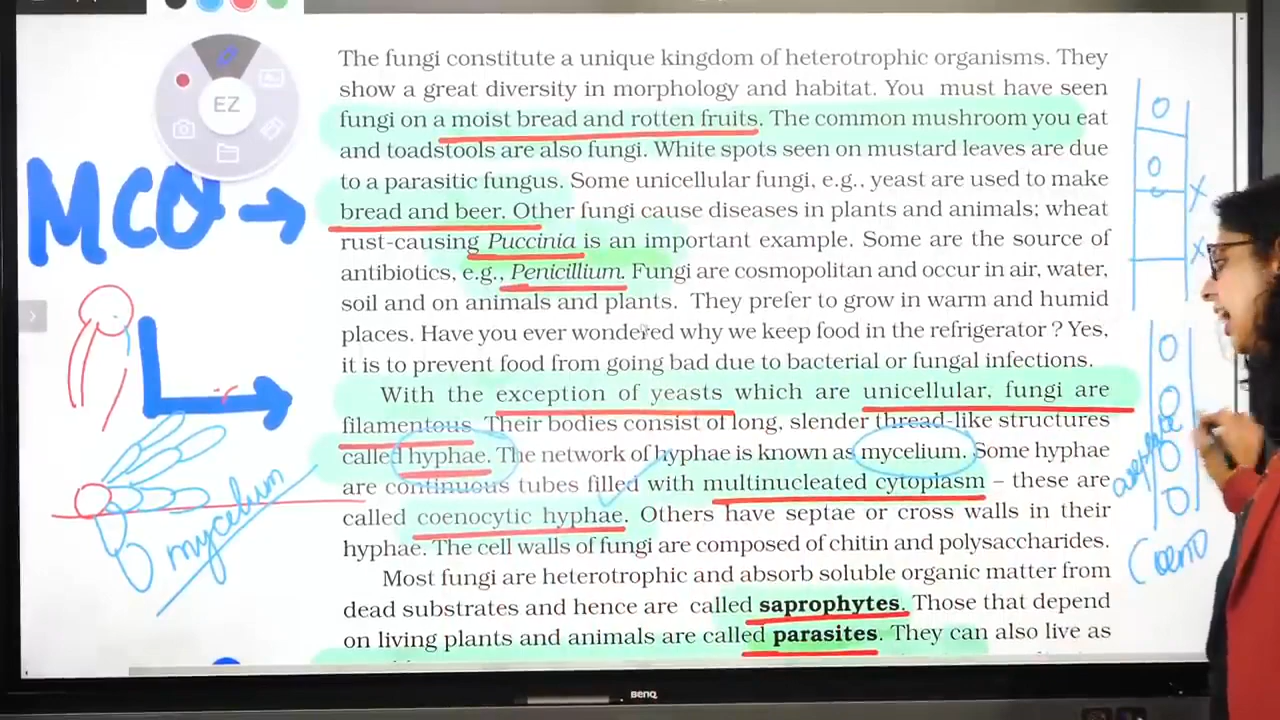 EZ
The fungi constitute a unique kingdom of heterotrophic organisms. They
show a great diversity in morphology and habitat. You must have seen
fungi on a moist bread and rotten fruits. The common mushroom you eat
and toadstools are also fungi. White spots seen on mustard leaves are due
to a parasitic fungus. Some unicellular fungi, e.g., yeast are used to make
bread and beer. Other fungi cause diseases in plants and animals; wheat
rust-causing Puccinia is an important example. Some are the source of
antibiotics, e.g., Penicillium. Fungi are cosmopolitan and occur in air, water,
soil and on animals and plants. They prefer to grow in warm and humid
places. Have you ever wondered why we keep food in the refrigerator ? Yes,
it is to prevent food from going bad due to bacterial or fungal infections.
With the exception of yeasts which are unicellular, fungi are
filamentous. Their bodies consist of long, slender thread-like structures
called hyphae. The network of hyphae is known as mycelium. Some hyphae
are continuous tubes filled with multinucleated cytoplasm – these are
called coenocytic hyphae. Others have septae or cross walls in their
hyphae. The cell walls of fungi are composed of chitin and polysaccharides.
Most fungi are heterotrophic and absorb soluble organic matter from
dead substrates and hence are called saprophytes. Those that depend
on living plants and animals are called parasites. They can also live as
MCQ
mycelium
(coeno
BenQ